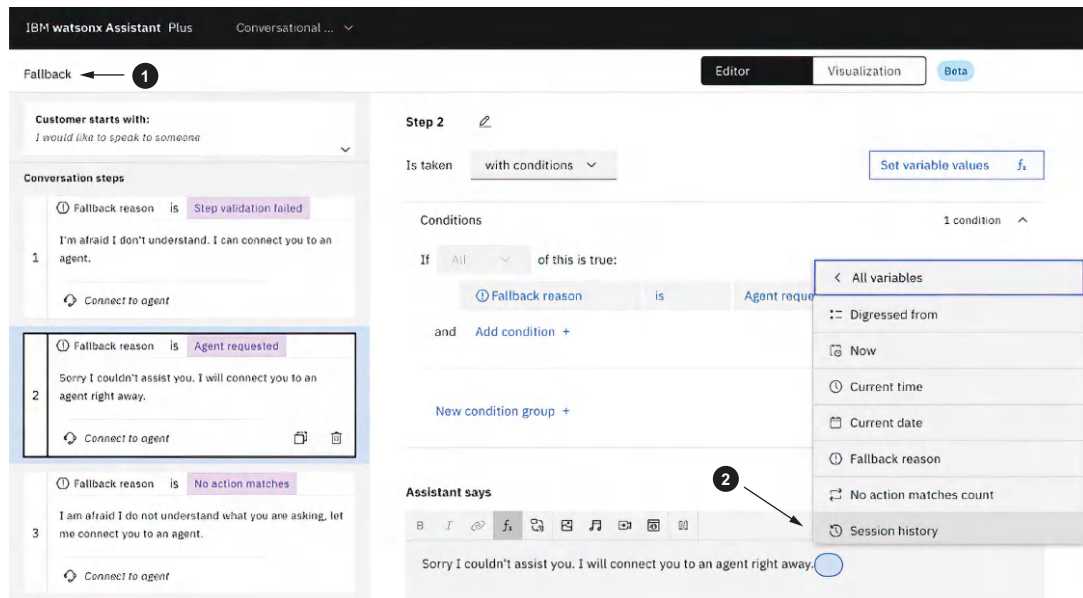 IBM watsonx Assistant Plus Conversational ...
Fallback 1 Editor Visualization Beta
Customer starts with:
I would like to speak to someone
Conversation steps
Fallback reason is Step validation failed
1 I'm afraid I don't understand. I can connect you to an
agent.
Connect to agent
Fallback reason is Agent requested
2 Sorry I couldn't assist you. I will connect you to an
agent right away.
Connect to agent
Fallback reason is No action matches
3 I am afraid I do not understand what you are asking, let
me connect you to an agent.
Connect to agent
Step 2
Is taken with conditions Set variable values fx
Conditions 1 condition
If All of this is true:
Fallback reason is Agent reque
and Add condition +
New condition group +
All variables
Digressed from
Now
Current time
Current date
Fallback reason
No action matches count
Session history
2
Assistant says
B I fx
Sorry I couldn't assist you. I will connect you to an agent right away.